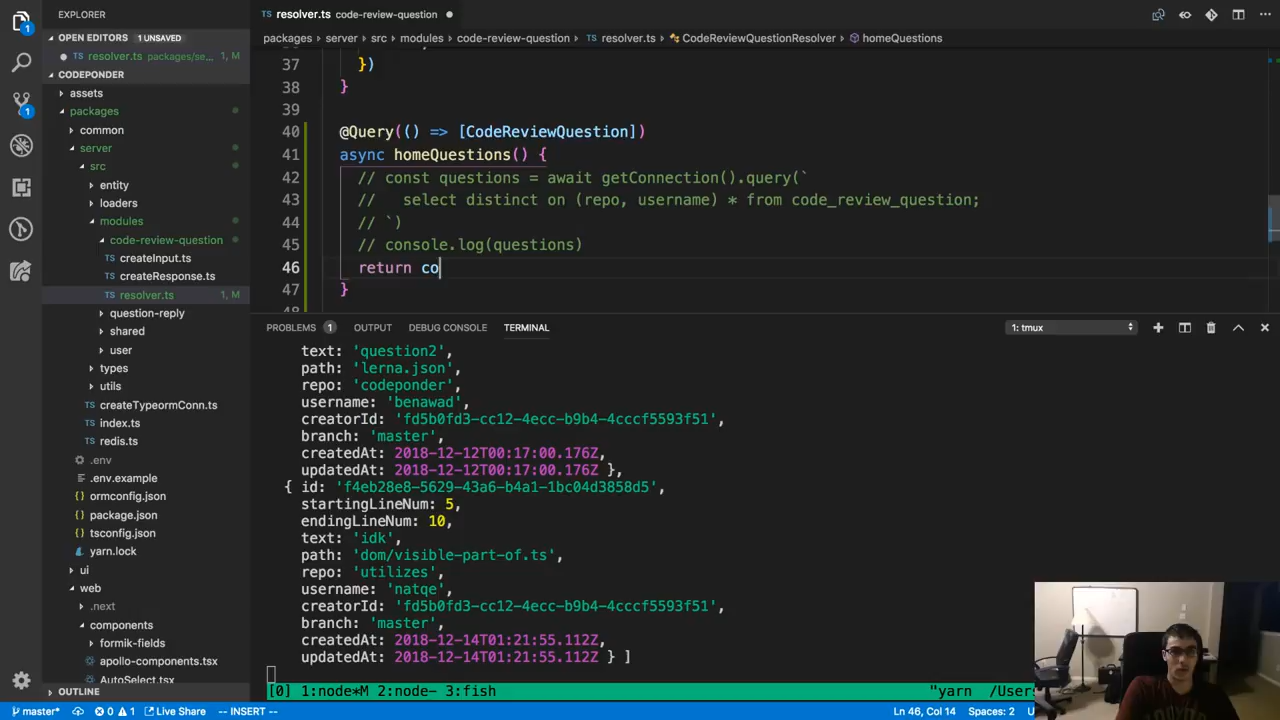 EXPLORER
TS resolver.ts code-review-question ●
OPEN EDITORS 1 UNSAVED
● TS resolver.ts packages/se... 1, M
packages › server › src › modules › code-review-question › TS resolver.ts › CodeReviewQuestionResolver › homeQuestions
CODEPONDER
assets
packages
common
server
src
entity
loaders
modules
code-review-question
TS createInput.ts
TS createResponse.ts
TS resolver.ts 1, M
question-reply
shared
user
types
utils
TS createTypeormConn.ts
TS index.ts
TS redis.ts
.env
.env.example
ormconfig.json
package.json
tsconfig.json
yarn.lock
ui
web
.next
components
formik-fields
apollo-components.tsx
AutoSelect.tsx
OUTLINE
37 })
38 }
39
40 @Query(() => [CodeReviewQuestion])
41 async homeQuestions() {
42 // const questions = await getConnection().query(`
43 //   select distinct on (repo, username) * from code_review_question;
44 // `)
45 // console.log(questions)
46 return co
47 }
PROBLEMS 1 OUTPUT DEBUG CONSOLE TERMINAL 1: tmux
text: 'question2',
path: 'lerna.json',
repo: 'codeponder',
username: 'benawad',
creatorId: 'fd5b0fd3-cc12-4ecc-b9b4-4cccf5593f51',
branch: 'master',
createdAt: 2018-12-12T00:17:00.176Z,
updatedAt: 2018-12-12T00:17:00.176Z },
{ id: 'f4eb28e8-5629-43a6-b4a1-1bc04d3858d5',
startingLineNum: 5,
endingLineNum: 10,
text: 'idk',
path: 'dom/visible-part-of.ts',
repo: 'utilizes',
username: 'natqe',
creatorId: 'fd5b0fd3-cc12-4ecc-b9b4-4cccf5593f51',
branch: 'master',
createdAt: 2018-12-14T01:21:55.112Z,
updatedAt: 2018-12-14T01:21:55.112Z } ]
[0] 1:node*M 2:node- 3:fish "yarn /Users
master* 0 1 Live Share -- INSERT -- Ln 46, Col 14 Spaces: 2